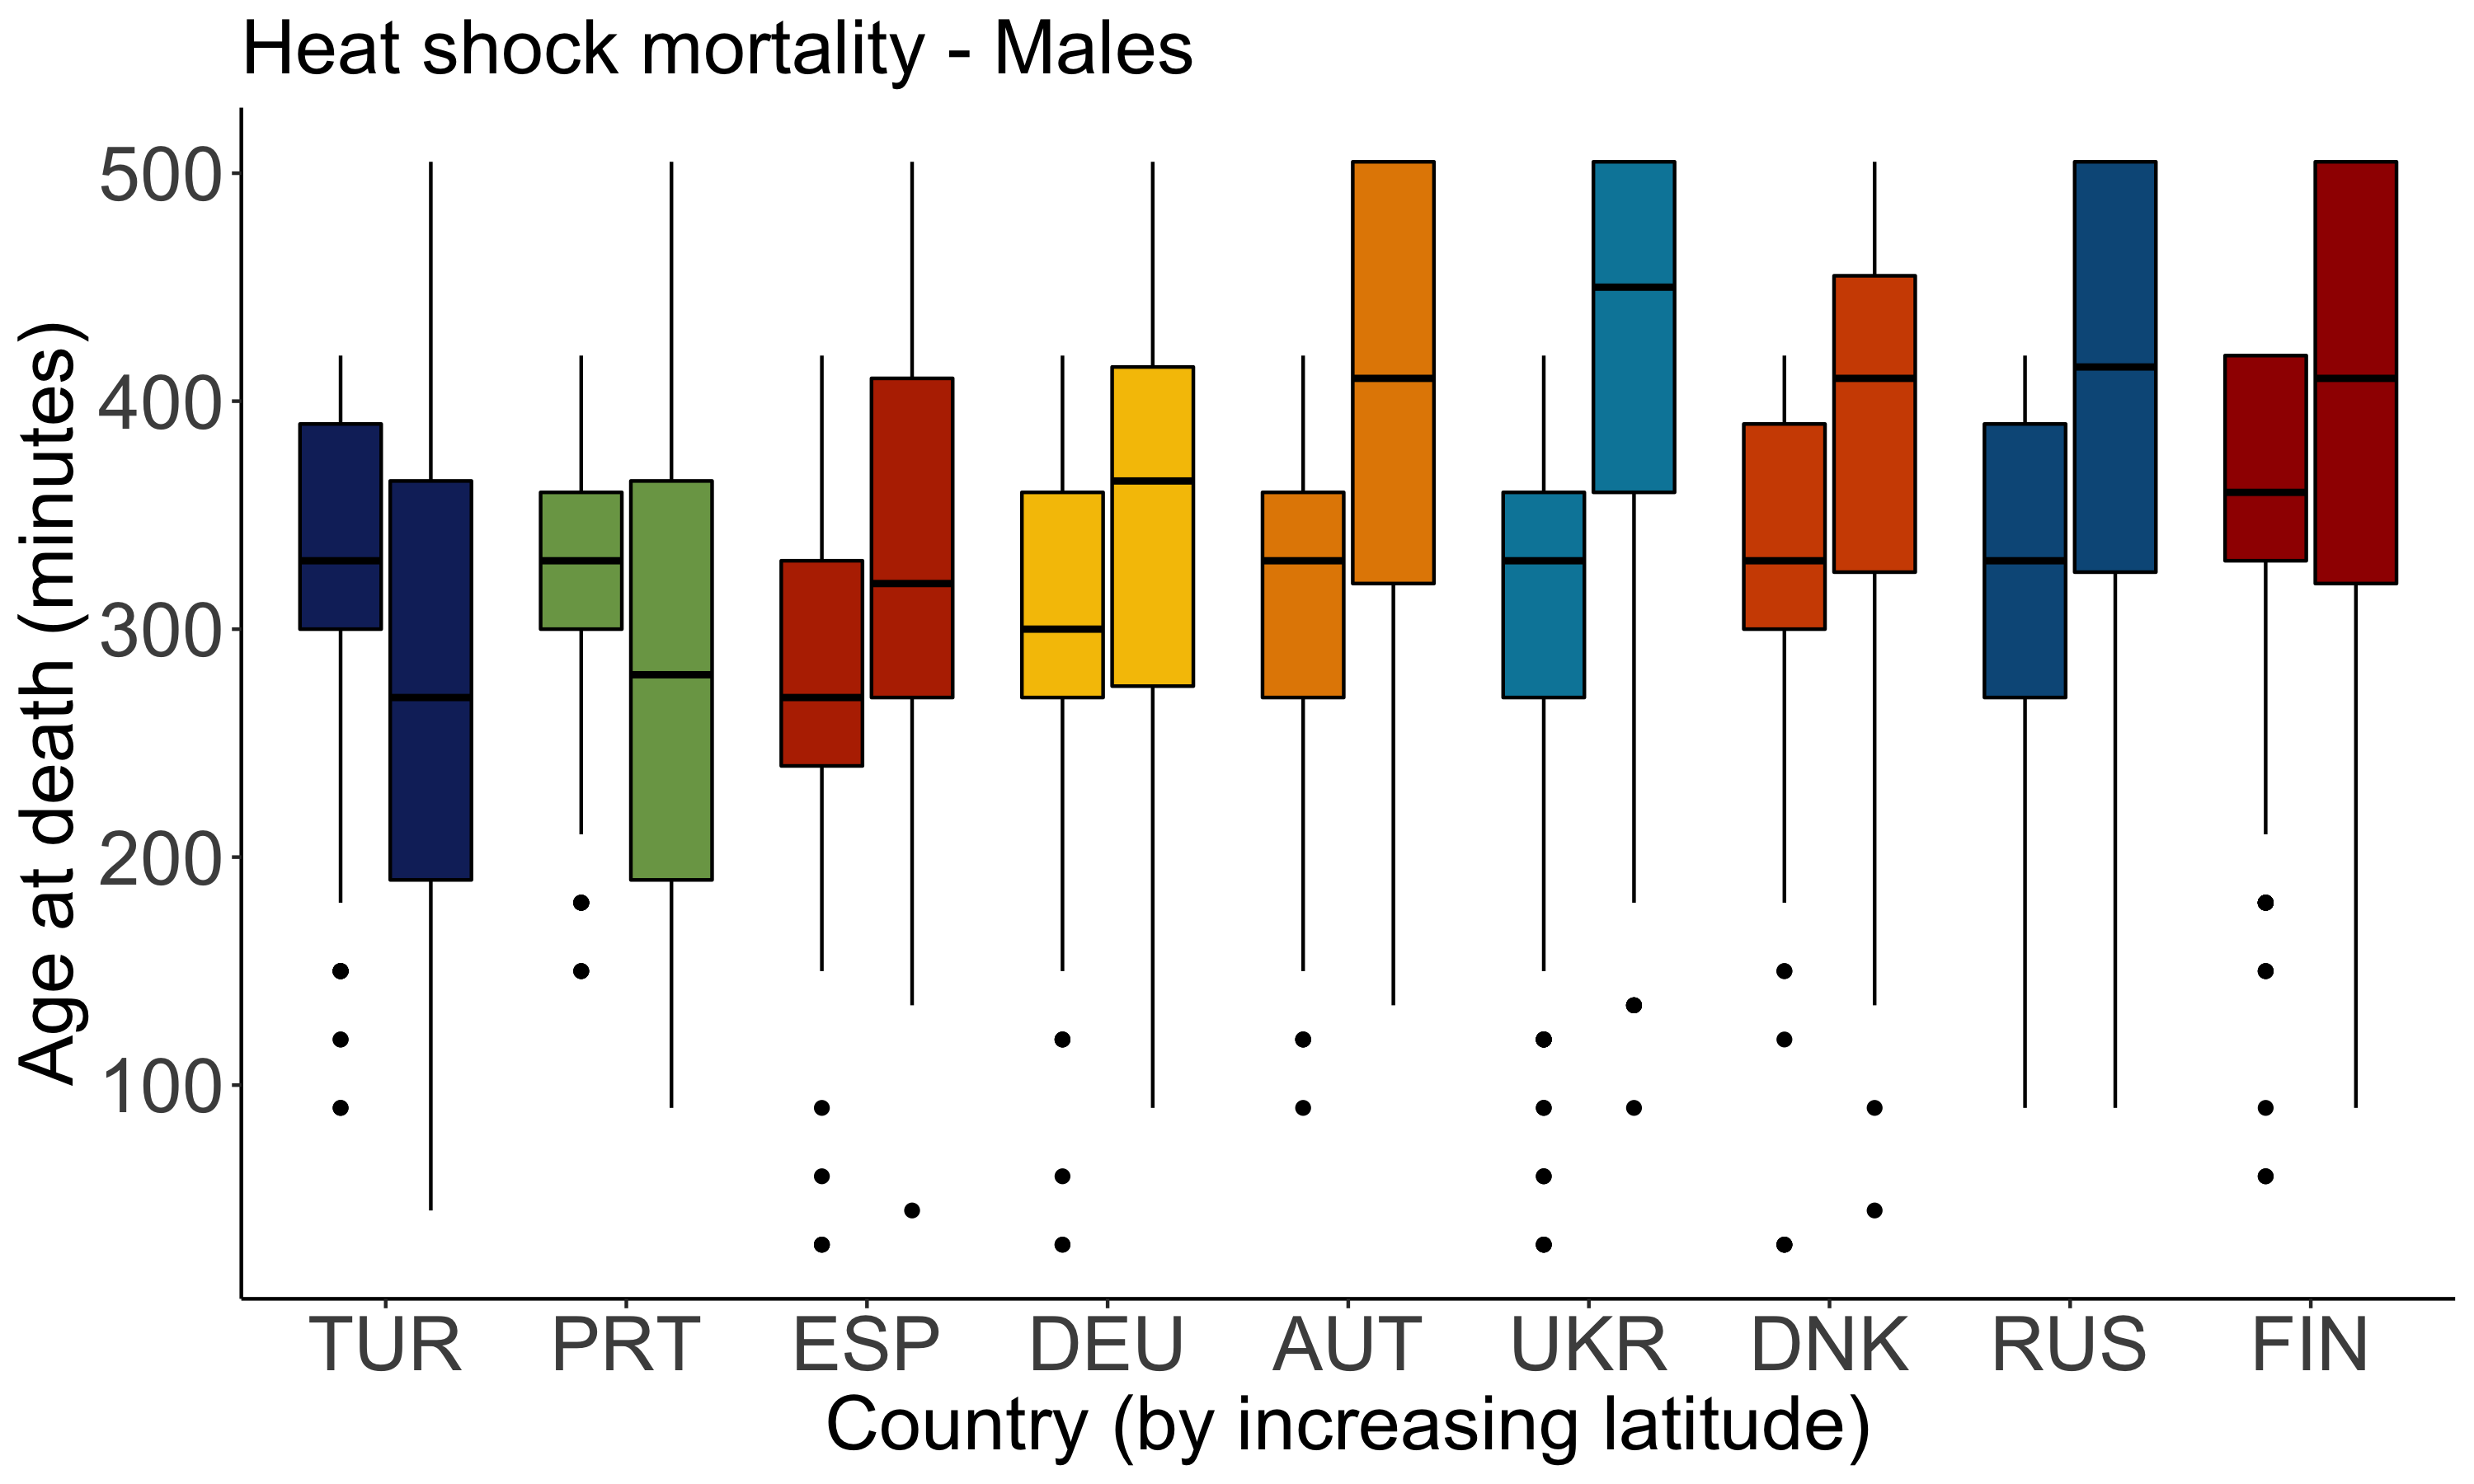 Heat shock mortality - Males
Age at death (minutes)
500
400
300
200
100
TUR PRT ESP DEU AUT UKR DNK RUS FIN
Country (by increasing latitude)